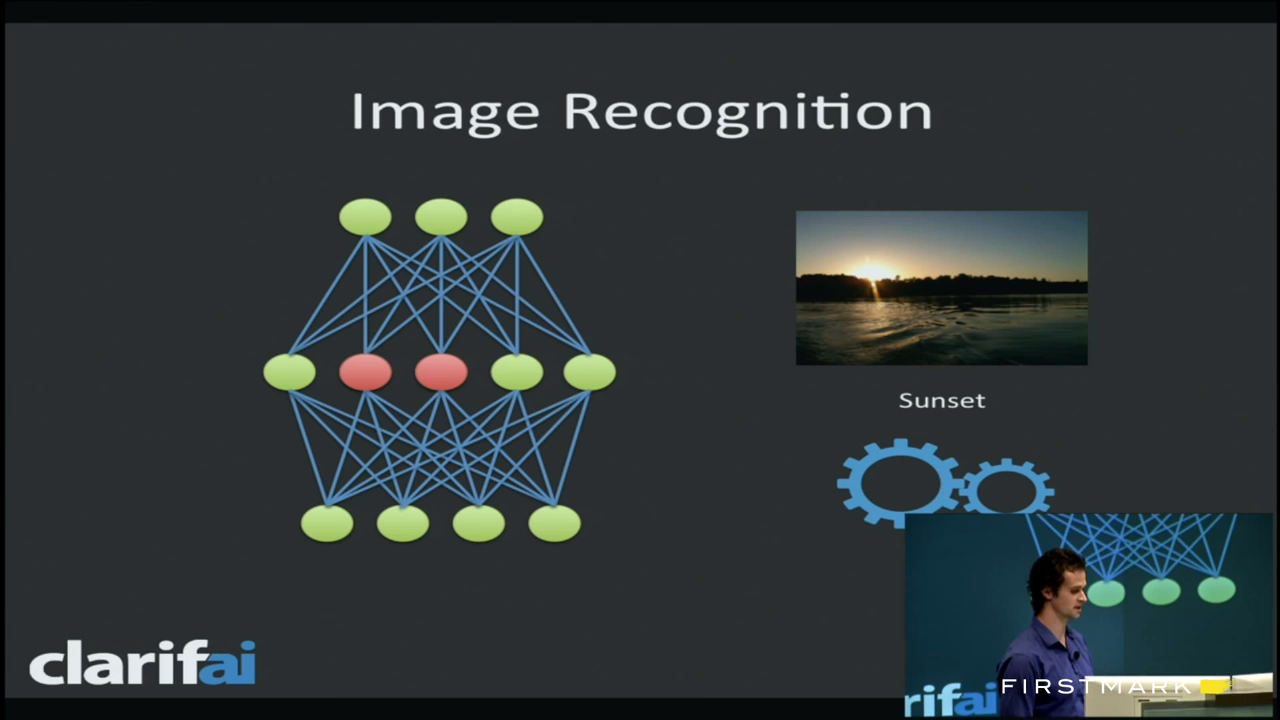 Image Recognition
Sunset
clarifai
rifai
FIRSTMARK